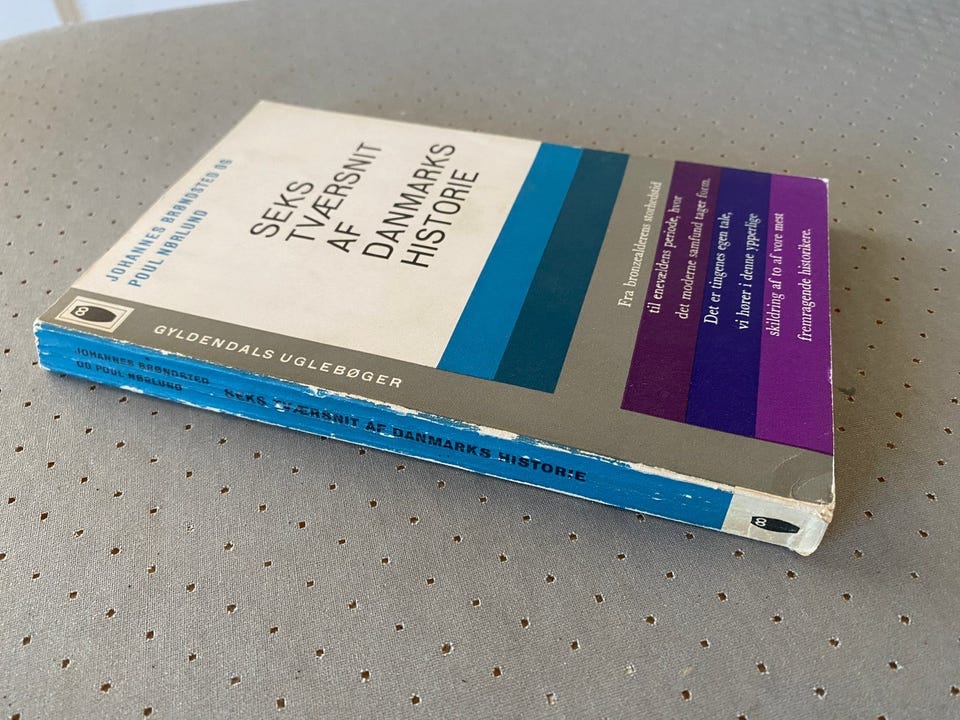 JOHANNES BRØNDSTED OG
POUL NØRLUND
SEKS
TVÆRSNIT
AF
DANMARKS
HISTORIE
Fra bronzealderens storhedstid
til enevældens periode, hvor
det moderne samfund tager form.
Det er tingenes egen tale,
vi hører i denne ypperlige
skildring af to af vore mest
fremragende historikere.
GYLDENDALS UGLEBØGER
JOHANNES BRØNDSTED
OG POUL NØRLUND
SEKS TVÆRSNIT AF DANMARKS HISTORIE